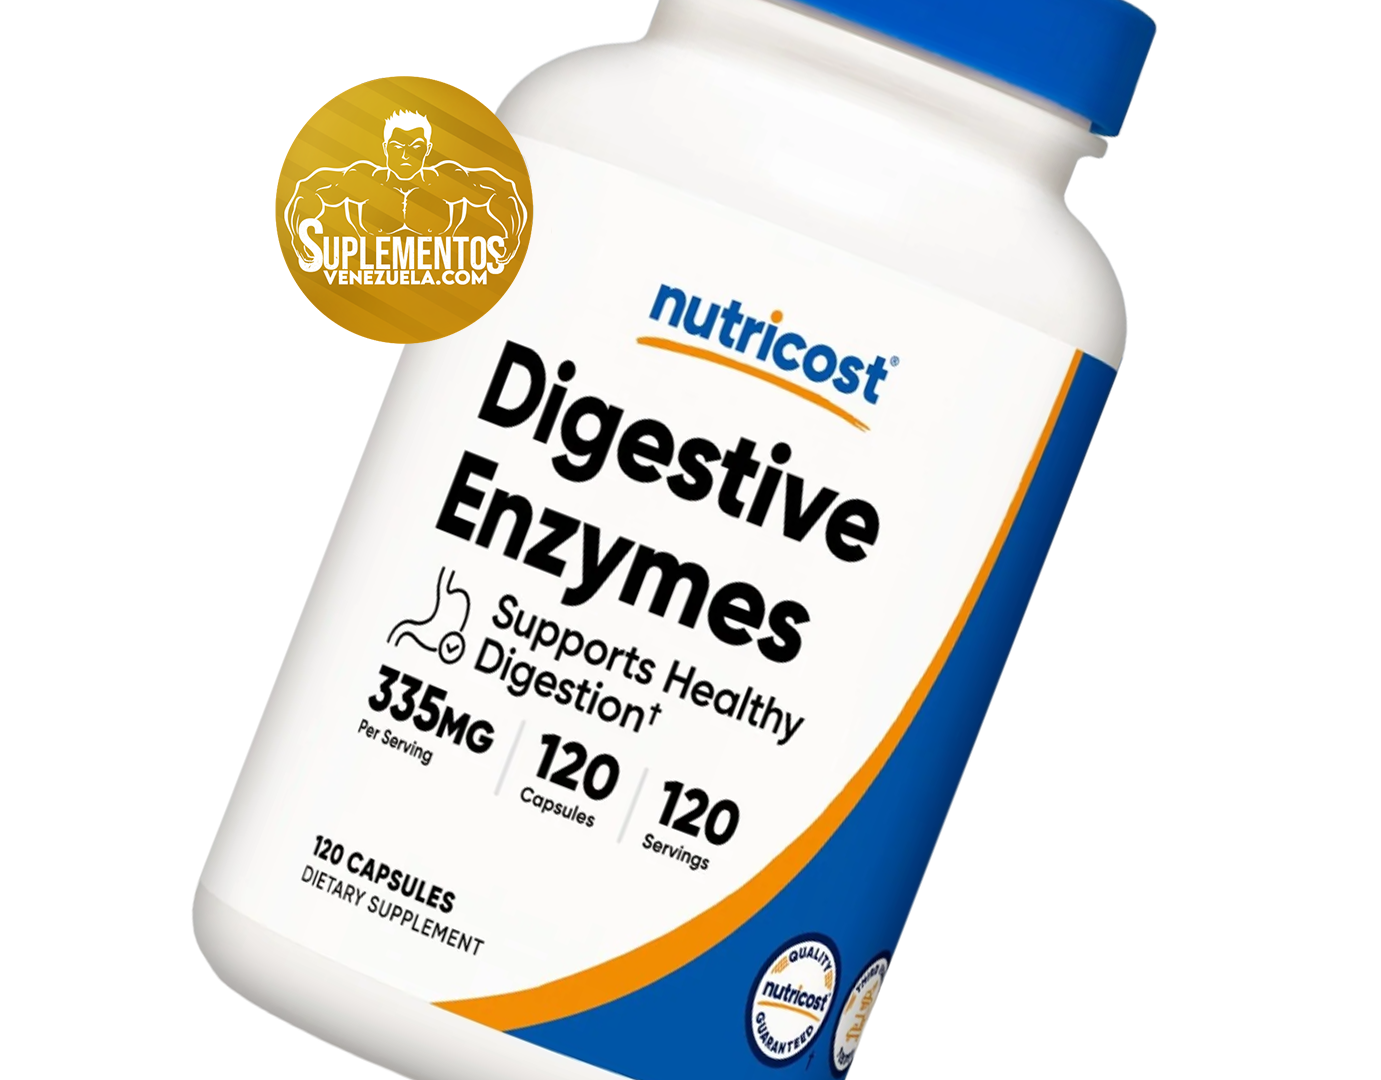 SUPLEMENTOS
VENEZUELA.COM
nutricost®
Digestive
Enzymes
Supports Healthy
Digestion†
335MG
Per Serving
120
Capsules
120
Servings
120 CAPSULES
DIETARY SUPPLEMENT
QUALITY
nutricost
GUARANTEED
†